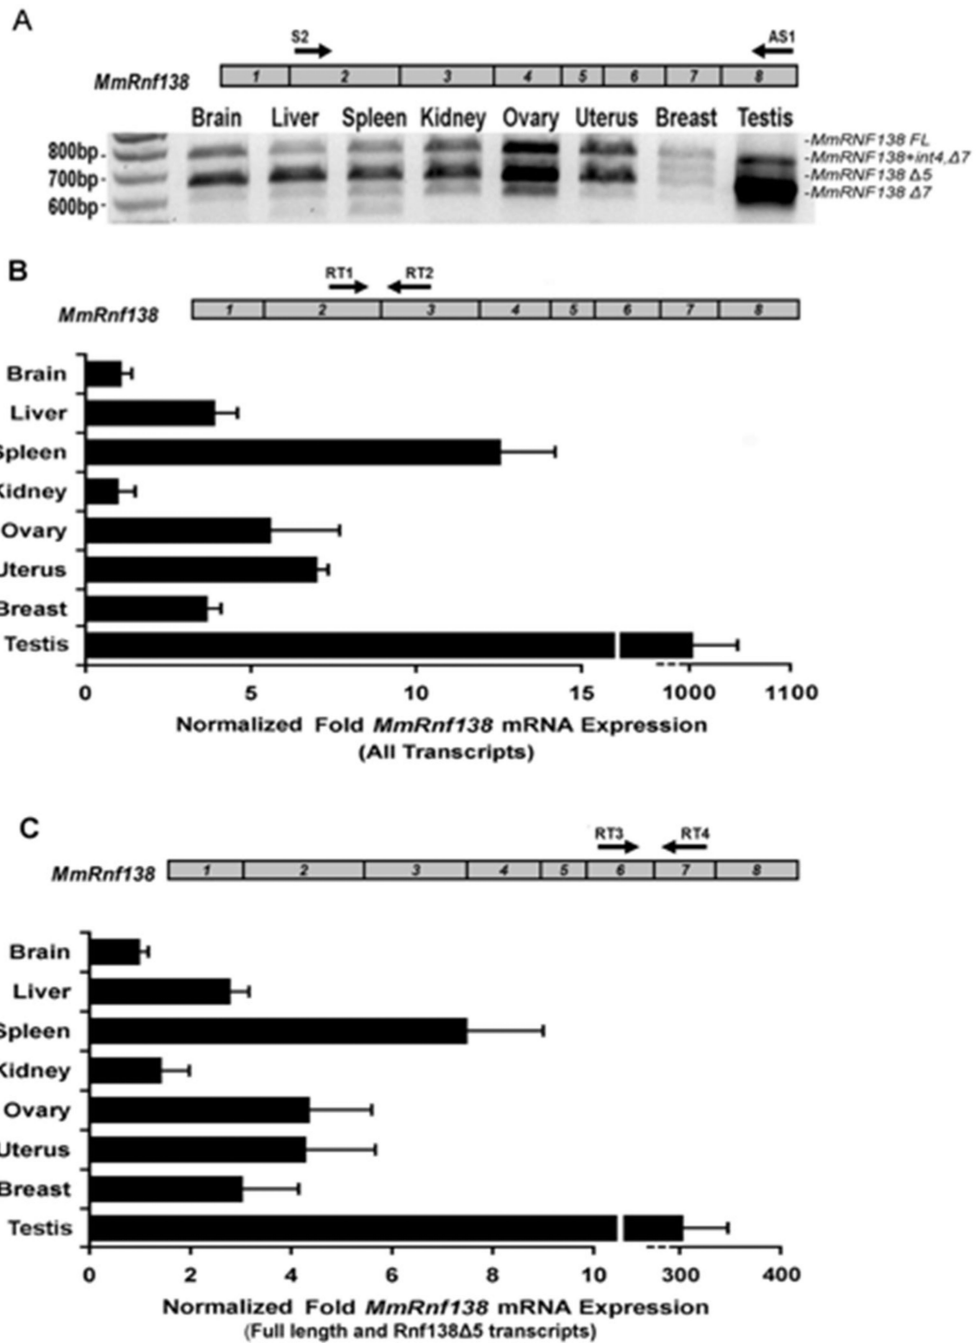 A
S2 AS1
MmRnf138 1 2 3 4 5 6 7 8
Brain Liver Spleen Kidney Ovary Uterus Breast Testis
800bp-
700bp-
600bp-
-MmRNF138 FL
-MmRNF138+int4,Δ7
-MmRNF138 Δ5
-MmRNF138 Δ7
B
RT1 RT2
MmRnf138 1 2 3 4 5 6 7 8
Brain
Liver
Spleen
Kidney
Ovary
Uterus
Breast
Testis
0 5 10 15 1000 1100
Normalized Fold MmRnf138 mRNA Expression
(All Transcripts)
C
RT3 RT4
MmRnf138 1 2 3 4 5 6 7 8
Brain
Liver
Spleen
Kidney
Ovary
Uterus
Breast
Testis
0 2 4 6 8 10 300 400
Normalized Fold MmRnf138 mRNA Expression
(Full length and Rnf138Δ5 transcripts)